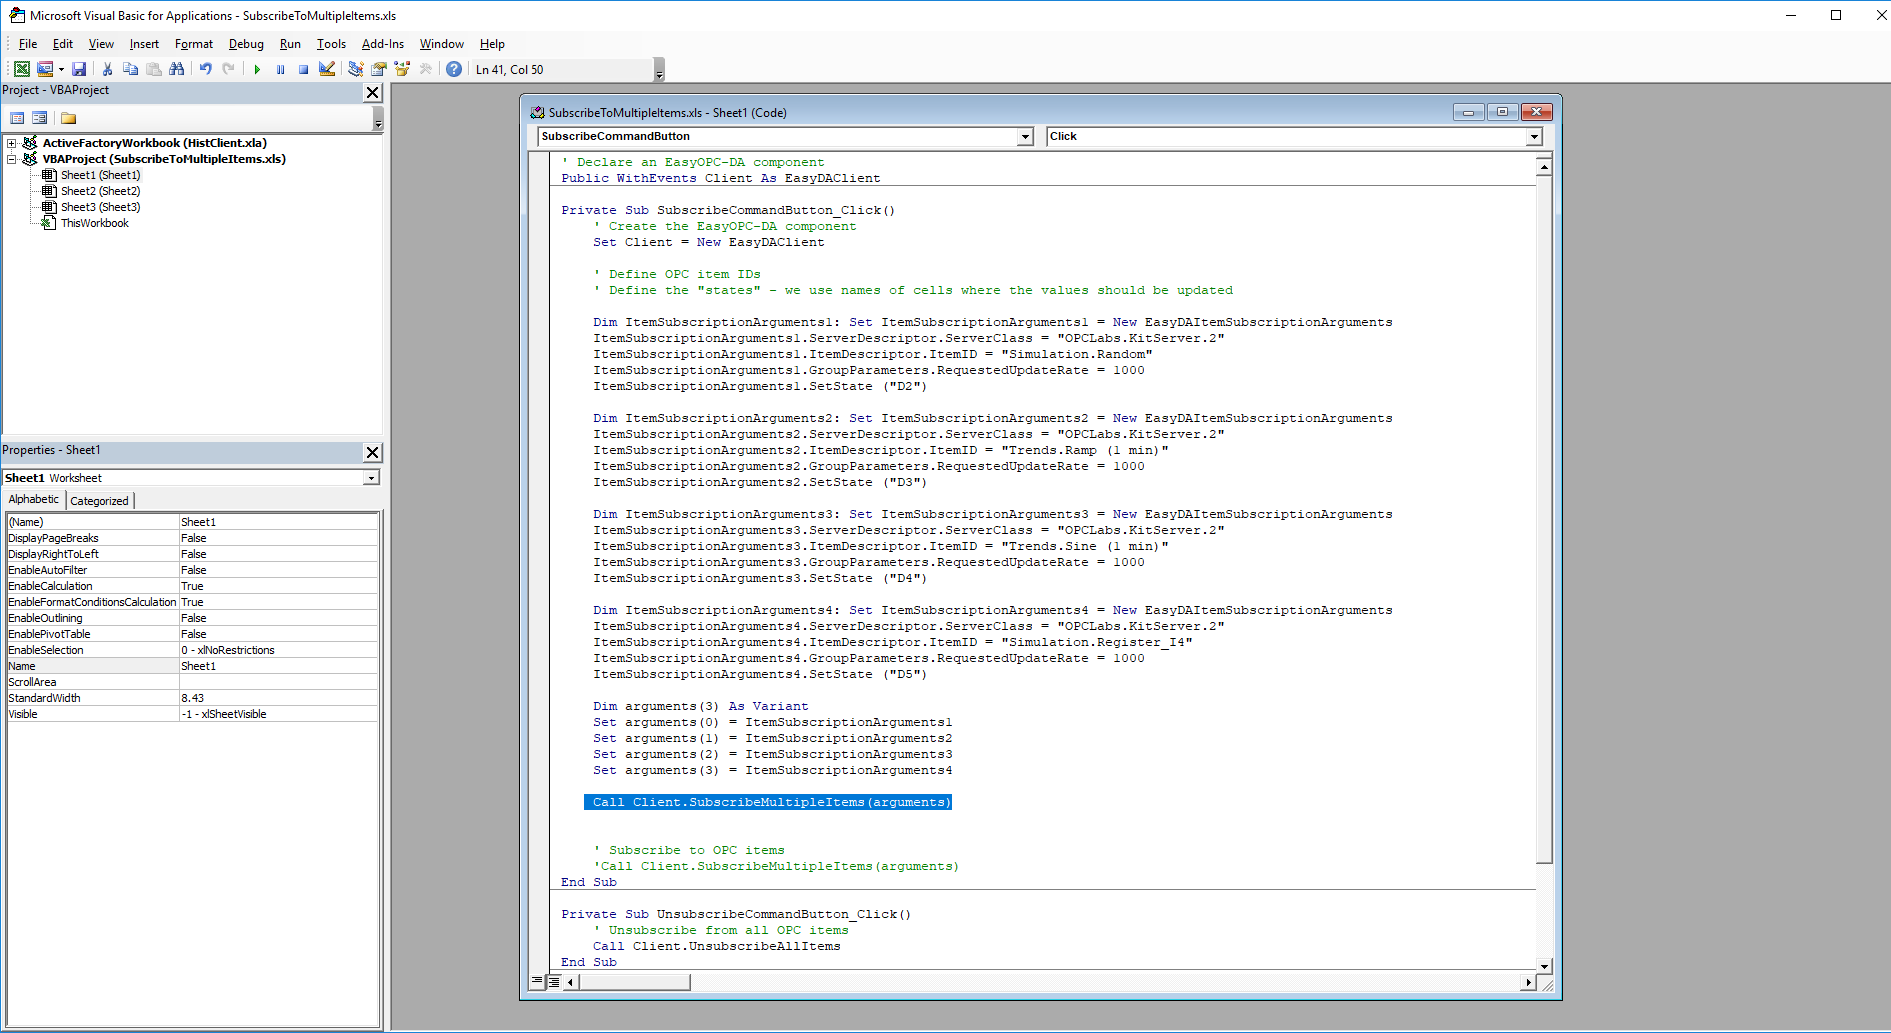 Microsoft Visual Basic for Applications - SubscribeToMultipleItems.xls
File Edit View Insert Format Debug Run Tools Add-Ins Window Help
Ln 41, Col 50
Project - VBAProject
ActiveFactoryWorkbook (HistClient.xla)
VBAProject (SubscribeToMultipleItems.xls)
Sheet1 (Sheet1)
Sheet2 (Sheet2)
Sheet3 (Sheet3)
ThisWorkbook
Properties - Sheet1
Sheet1 Worksheet
Alphabetic Categorized
(Name) Sheet1
DisplayPageBreaks False
DisplayRightToLeft False
EnableAutoFilter False
EnableCalculation True
EnableFormatConditionsCalculation True
EnableOutlining False
EnablePivotTable False
EnableSelection 0 - xlNoRestrictions
Name Sheet1
ScrollArea
StandardWidth 8.43
Visible -1 - xlSheetVisible
SubscribeToMultipleItems.xls - Sheet1 (Code)
SubscribeCommandButton Click
' Declare an EasyOPC-DA component
Public WithEvents Client As EasyDAClient
Private Sub SubscribeCommandButton_Click()
' Create the EasyOPC-DA component
Set Client = New EasyDAClient
' Define OPC item IDs
' Define the "states" - we use names of cells where the values should be updated
Dim ItemSubscriptionArguments1: Set ItemSubscriptionArguments1 = New EasyDAItemSubscriptionArguments
ItemSubscriptionArguments1.ServerDescriptor.ServerClass = "OPCLabs.KitServer.2"
ItemSubscriptionArguments1.ItemDescriptor.ItemID = "Simulation.Random"
ItemSubscriptionArguments1.GroupParameters.RequestedUpdateRate = 1000
ItemSubscriptionArguments1.SetState ("D2")
Dim ItemSubscriptionArguments2: Set ItemSubscriptionArguments2 = New EasyDAItemSubscriptionArguments
ItemSubscriptionArguments2.ServerDescriptor.ServerClass = "OPCLabs.KitServer.2"
ItemSubscriptionArguments2.ItemDescriptor.ItemID = "Trends.Ramp (1 min)"
ItemSubscriptionArguments2.GroupParameters.RequestedUpdateRate = 1000
ItemSubscriptionArguments2.SetState ("D3")
Dim ItemSubscriptionArguments3: Set ItemSubscriptionArguments3 = New EasyDAItemSubscriptionArguments
ItemSubscriptionArguments3.ServerDescriptor.ServerClass = "OPCLabs.KitServer.2"
ItemSubscriptionArguments3.ItemDescriptor.ItemID = "Trends.Sine (1 min)"
ItemSubscriptionArguments3.GroupParameters.RequestedUpdateRate = 1000
ItemSubscriptionArguments3.SetState ("D4")
Dim ItemSubscriptionArguments4: Set ItemSubscriptionArguments4 = New EasyDAItemSubscriptionArguments
ItemSubscriptionArguments4.ServerDescriptor.ServerClass = "OPCLabs.KitServer.2"
ItemSubscriptionArguments4.ItemDescriptor.ItemID = "Simulation.Register_I4"
ItemSubscriptionArguments4.GroupParameters.RequestedUpdateRate = 1000
ItemSubscriptionArguments4.SetState ("D5")
Dim arguments(3) As Variant
Set arguments(0) = ItemSubscriptionArguments1
Set arguments(1) = ItemSubscriptionArguments2
Set arguments(2) = ItemSubscriptionArguments3
Set arguments(3) = ItemSubscriptionArguments4
Call Client.SubscribeMultipleItems(arguments)
' Subscribe to OPC items
'Call Client.SubscribeMultipleItems(arguments)
End Sub
Private Sub UnsubscribeCommandButton_Click()
' Unsubscribe from all OPC items
Call Client.UnsubscribeAllItems
End Sub